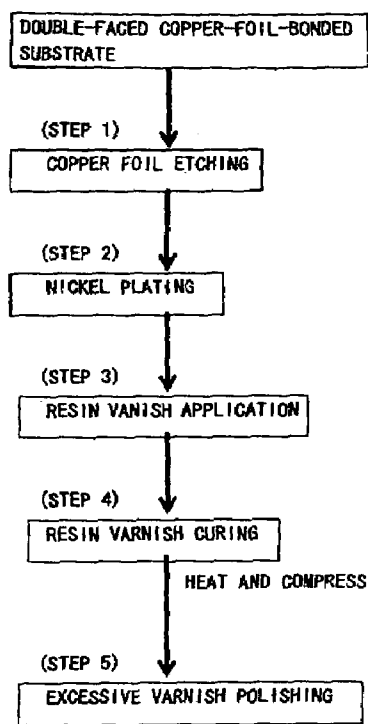 DOUBLE-FACED COPPER-FOIL-BONDED
SUBSTRATE
(STEP 1)
COPPER FOIL ETCHING
(STEP 2)
NICKEL PLATING
(STEP 3)
RESIN VANISH APPLICATION
(STEP 4)
RESIN VARNISH CURING
HEAT AND COMPRESS
(STEP 5)
EXCESSIVE VARNISH POLISHING